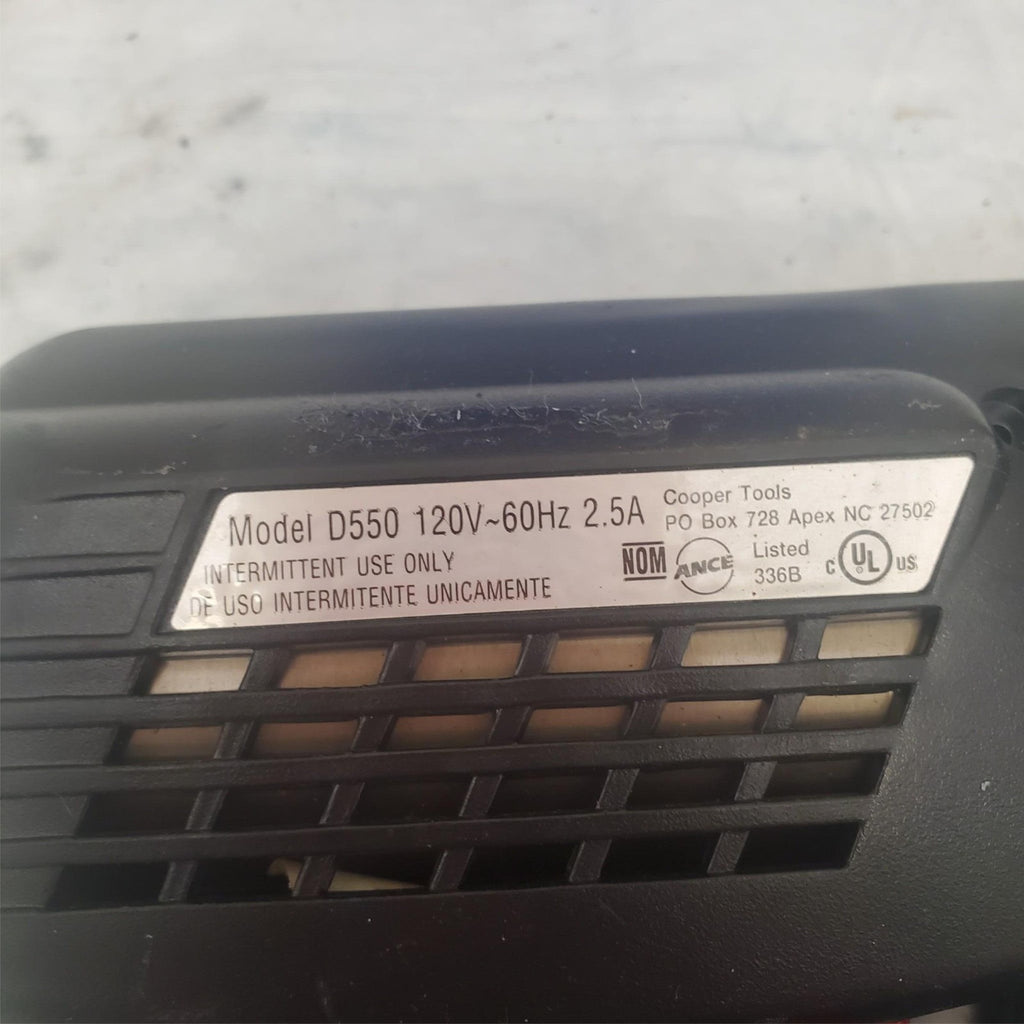 Model D550 120V~60Hz 2.5A
INTERMITTENT USE ONLY
DE USO INTERMITENTE UNICAMENTE
Cooper Tools
PO Box 728 Apex NC 27502
NOM ANCE
Listed
336B
C UL US